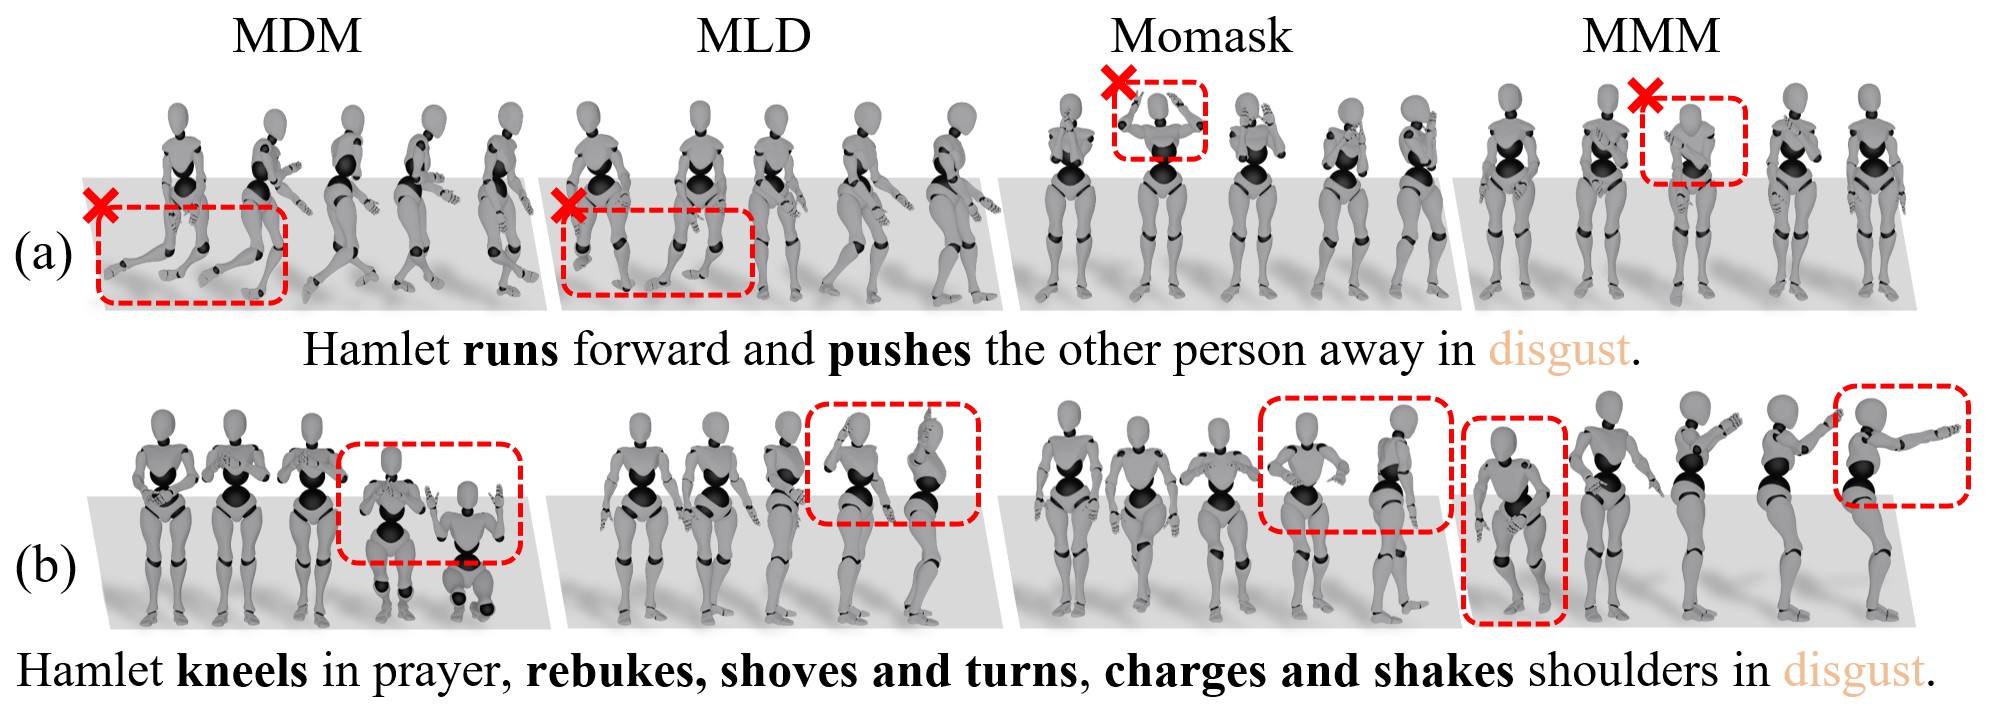 MDM MLD Momask MMM
(a)
Hamlet runs forward and pushes the other person away in disgust.
(b)
Hamlet kneels in prayer, rebukes, shoves and turns, charges and shakes shoulders in disgust.